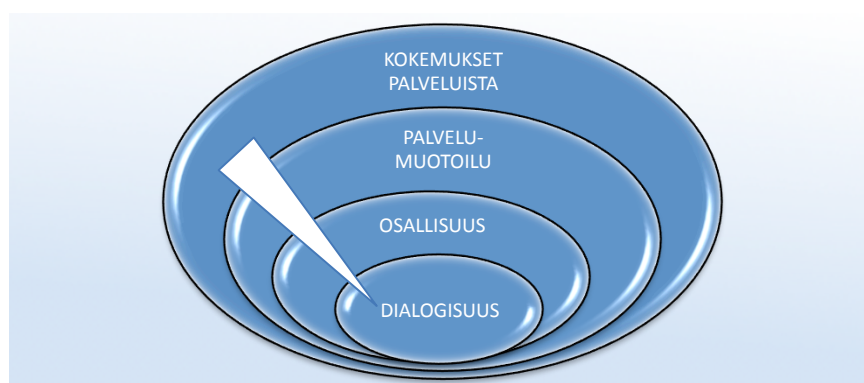 KOKEMUKSET
PALVELUISTA
PALVELU-
MUOTOILU
OSALLISUUS
DIALOGISUUS